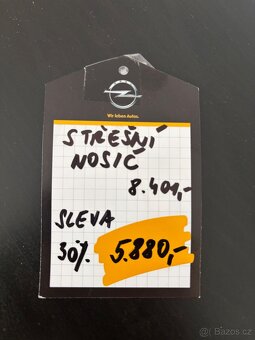 Wir leben Autos.
STŘEŠNÍ
NOSIČ
8.401,-
SLEVA
30% 5.880,-
© Bazos.cz